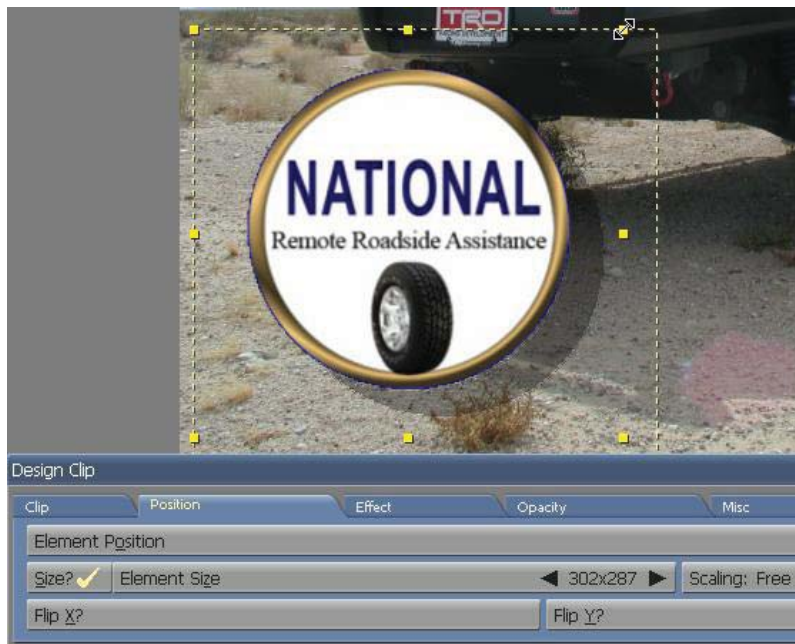 TRD
NATIONAL
Remote Roadside Assistance
Design Clip
Clip
Position
Effect
Opacity
Misc
Element Position
Size?
Element Size
302x287
Scaling: Free
Flip X?
Flip Y?